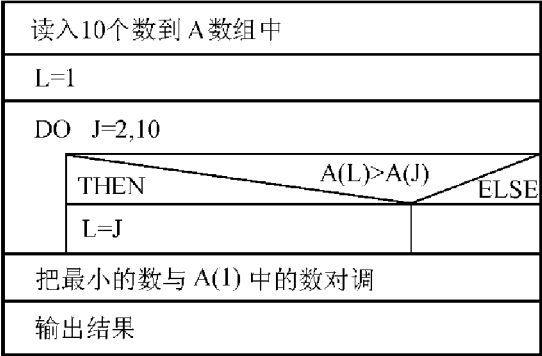 读入10个数到A数组中
L=1
DO J=2,10
A(L)>A(J)
THEN
ELSE
L=J
把最小的数与A(1)中的数对调
输出结果